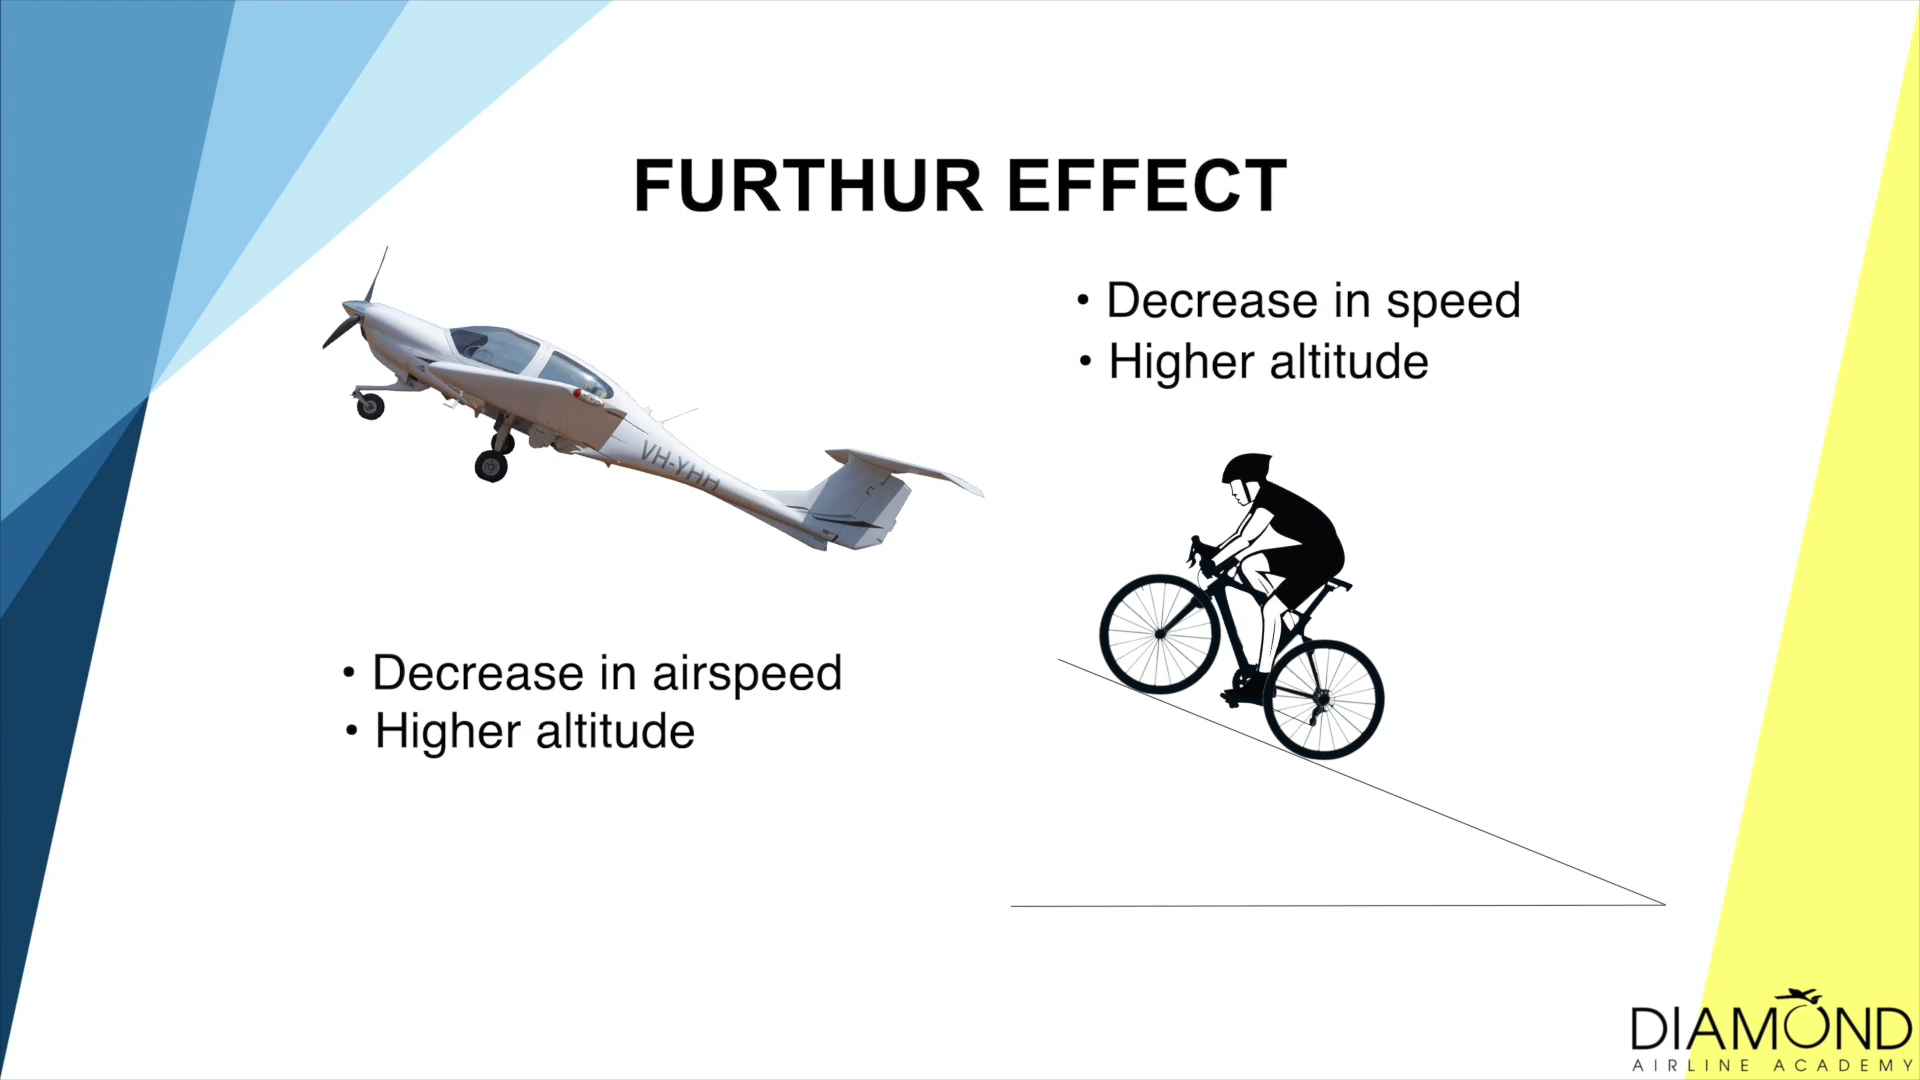 FURTHUR EFFECT
• Decrease in speed
• Higher altitude
VH-YHH
• Decrease in airspeed
• Higher altitude
DIAMOND
AIRLINE ACADEMY